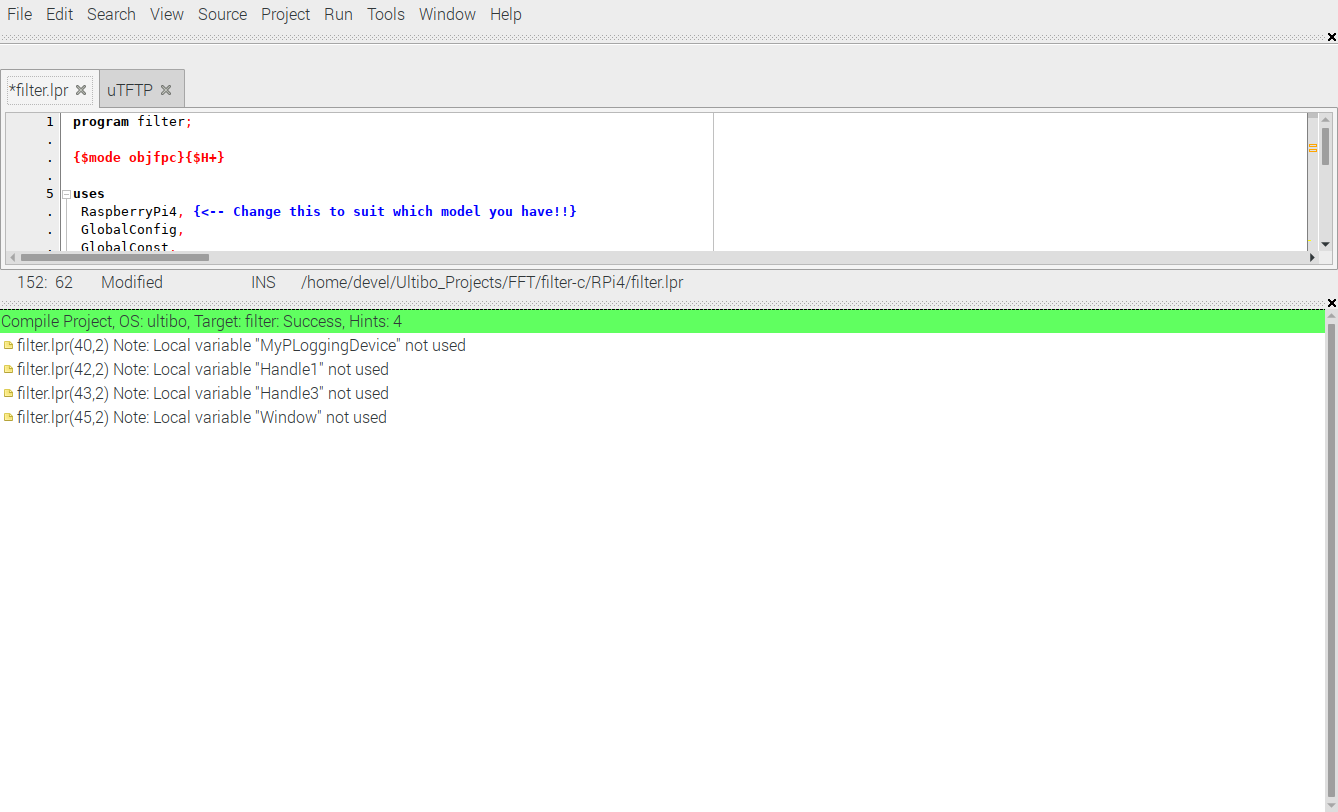 File Edit Search View Source Project Run Tools Window Help
*filter.lpr uTFTP
1 program filter;
.
. {$mode objfpc}{$H+}
.
5 uses
. RaspberryPi4, {<-- Change this to suit which model you have!!}
. GlobalConfig,
. GlobalConst,
152: 62 Modified INS /home/devel/Ultibo_Projects/FFT/filter-c/RPi4/filter.lpr
Compile Project, OS: ultibo, Target: filter: Success, Hints: 4
filter.lpr(40,2) Note: Local variable "MyPLoggingDevice" not used
filter.lpr(42,2) Note: Local variable "Handle1" not used
filter.lpr(43,2) Note: Local variable "Handle3" not used
filter.lpr(45,2) Note: Local variable "Window" not used